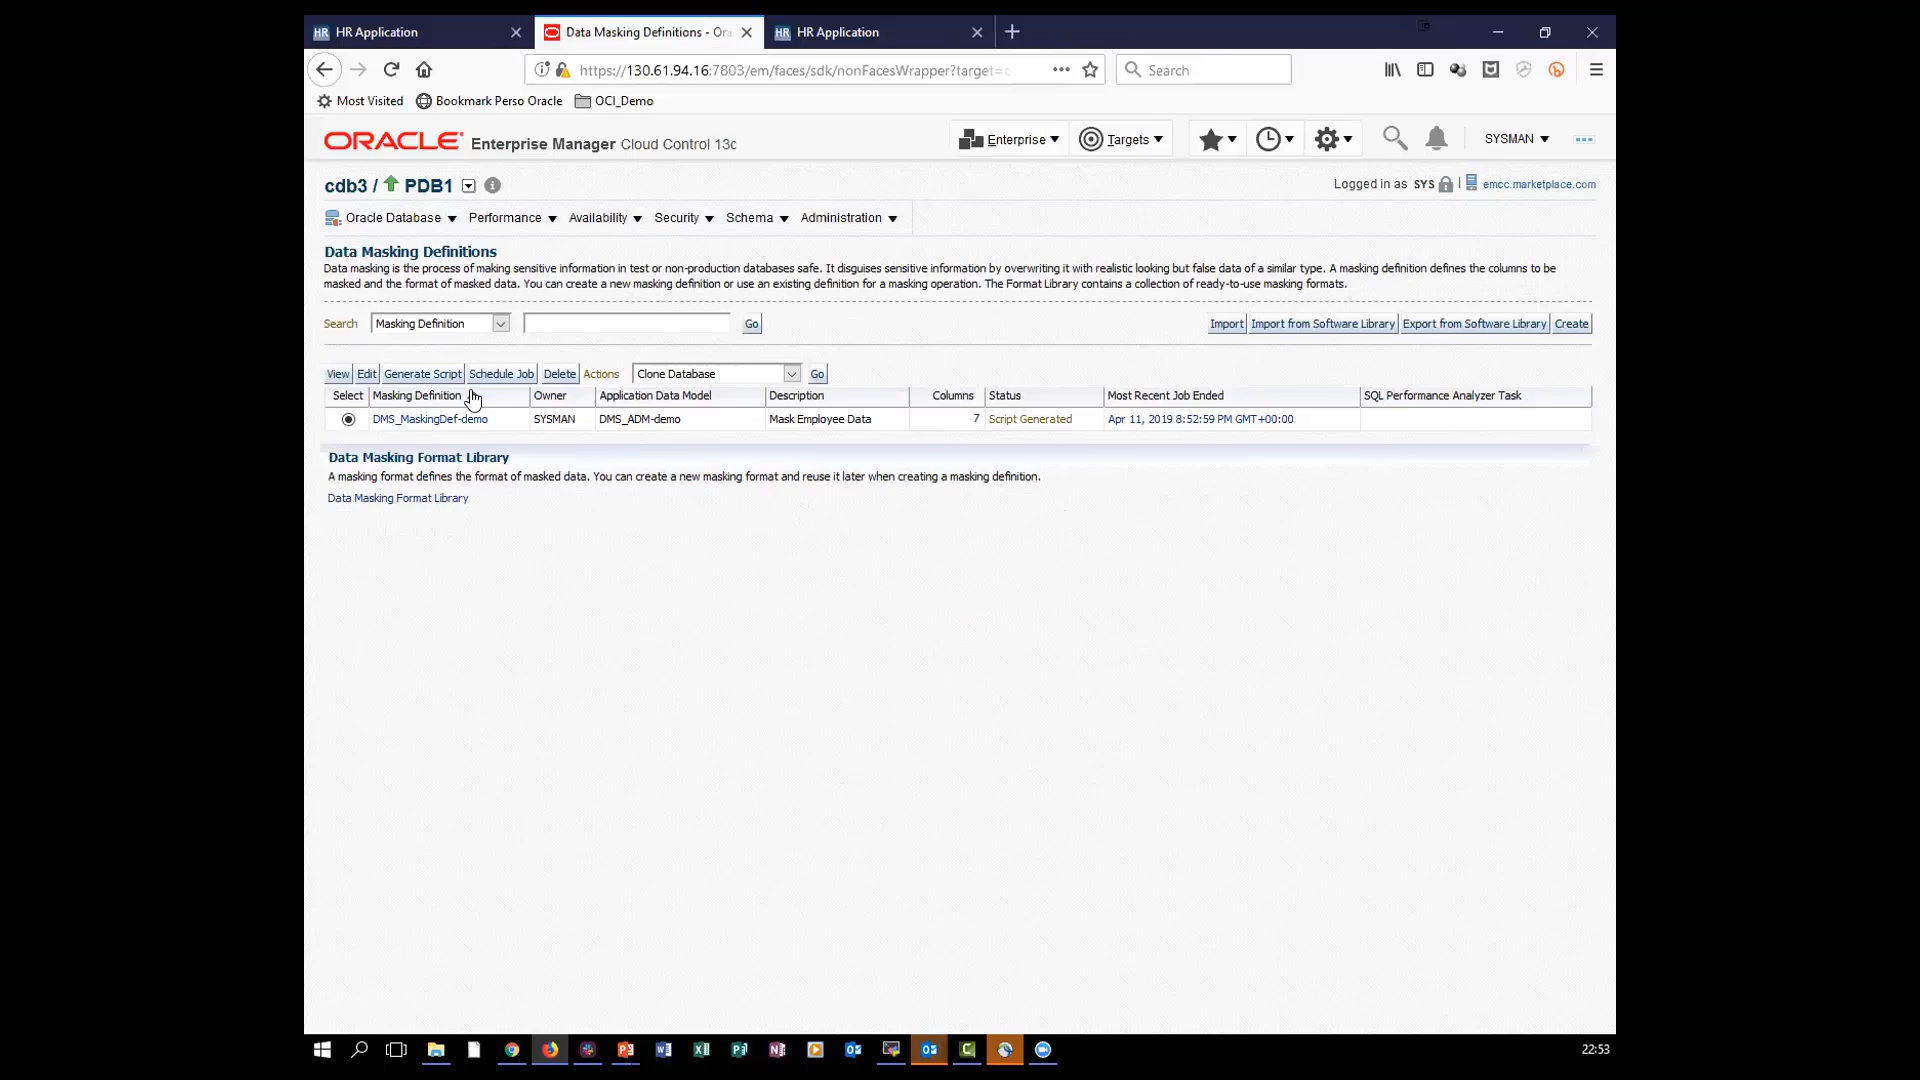 HR HR Application
Data Masking Definitions - Ora
HR HR Application
https://130.61.94.16:7803/em/faces/sdk/nonFacesWrapper?target=
Search
Most Visited
Bookmark Perso Oracle
OCI_Demo
ORACLE Enterprise Manager Cloud Control 13c
Enterprise
Targets
SYSMAN
cdb3 / PDB1
Logged in as SYS
emcc.marketplace.com
Oracle Database
Performance
Availability
Security
Schema
Administration
Data Masking Definitions
Data masking is the process of making sensitive information in test or non-production databases safe. It disguises sensitive information by overwriting it with realistic looking but false data of a similar type. A masking definition defines the columns to be
masked and the format of masked data. You can create a new masking definition or use an existing definition for a masking operation. The Format Library contains a collection of ready-to-use masking formats.
Search Masking Definition Go
Import Import from Software Library Export from Software Library Create
View Edit Generate Script Schedule Job Delete Actions Clone Database Go
Select Masking Definition Owner Application Data Model Description Columns Status Most Recent Job Ended SQL Performance Analyzer Task
DMS_MaskingDef-demo SYSMAN DMS_ADM-demo Mask Employee Data 7 Script Generated Apr 11, 2019 8:52:59 PM GMT+00:00
Data Masking Format Library
A masking format defines the format of masked data. You can create a new masking format and reuse it later when creating a masking definition.
Data Masking Format Library
22:53